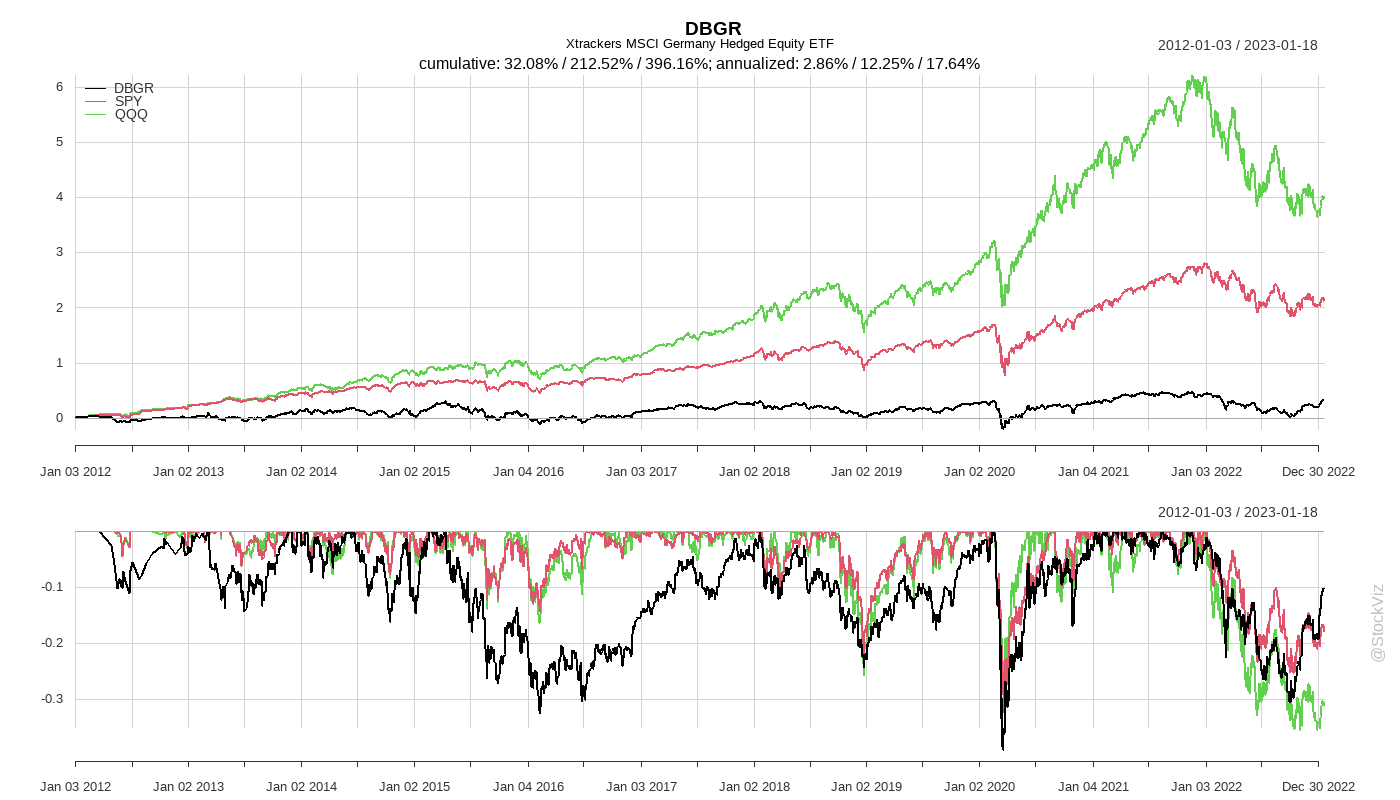 DBGR
Xtrackers MSCI Germany Hedged Equity ETF
2012-01-03 / 2023-01-18
cumulative: 32.08% / 212.52% / 396.16%; annualized: 2.86% / 12.25% / 17.64%
DBGR
SPY
QQQ
6
5
4
3
2
1
0
Jan 03 2012 Jan 02 2013 Jan 02 2014 Jan 02 2015 Jan 04 2016 Jan 03 2017 Jan 02 2018 Jan 02 2019 Jan 02 2020 Jan 04 2021 Jan 03 2022 Dec 30 2022
2012-01-03 / 2023-01-18
-0.1
-0.2
-0.3
Jan 03 2012 Jan 02 2013 Jan 02 2014 Jan 02 2015 Jan 04 2016 Jan 03 2017 Jan 02 2018 Jan 02 2019 Jan 02 2020 Jan 04 2021 Jan 03 2022 Dec 30 2022
@StockViz